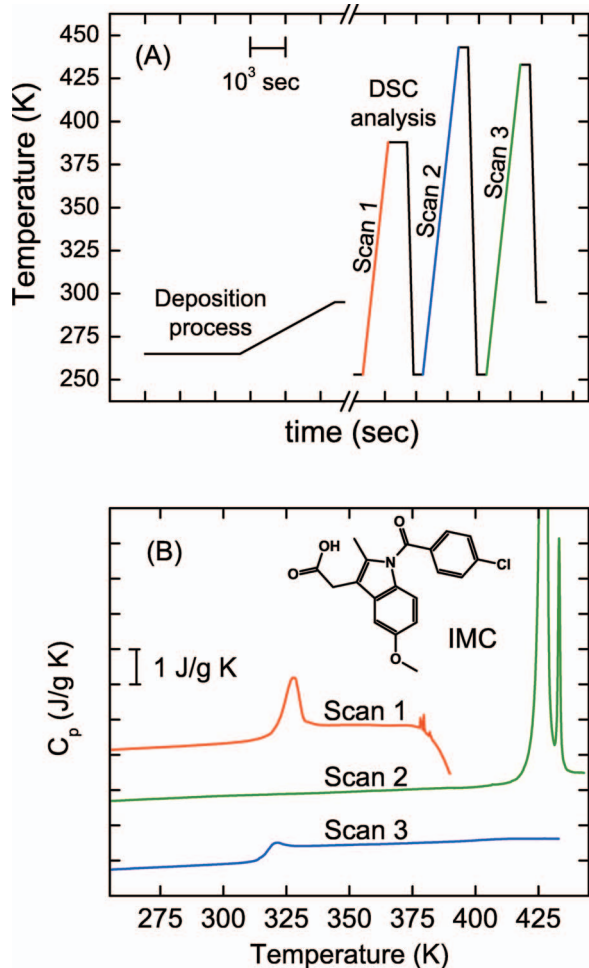 450
425
400
375
350
325
300
275
250
Temperature (K)
(A)
10³ sec
DSC
analysis
Scan 1
Scan 2
Scan 3
Deposition
process
time (sec)
(B)
O
OH
O
N
O
Cl
IMC
1 J/g K
Cp (J/g K)
Scan 1
Scan 2
Scan 3
275 300 325 350 375 400 425
Temperature (K)